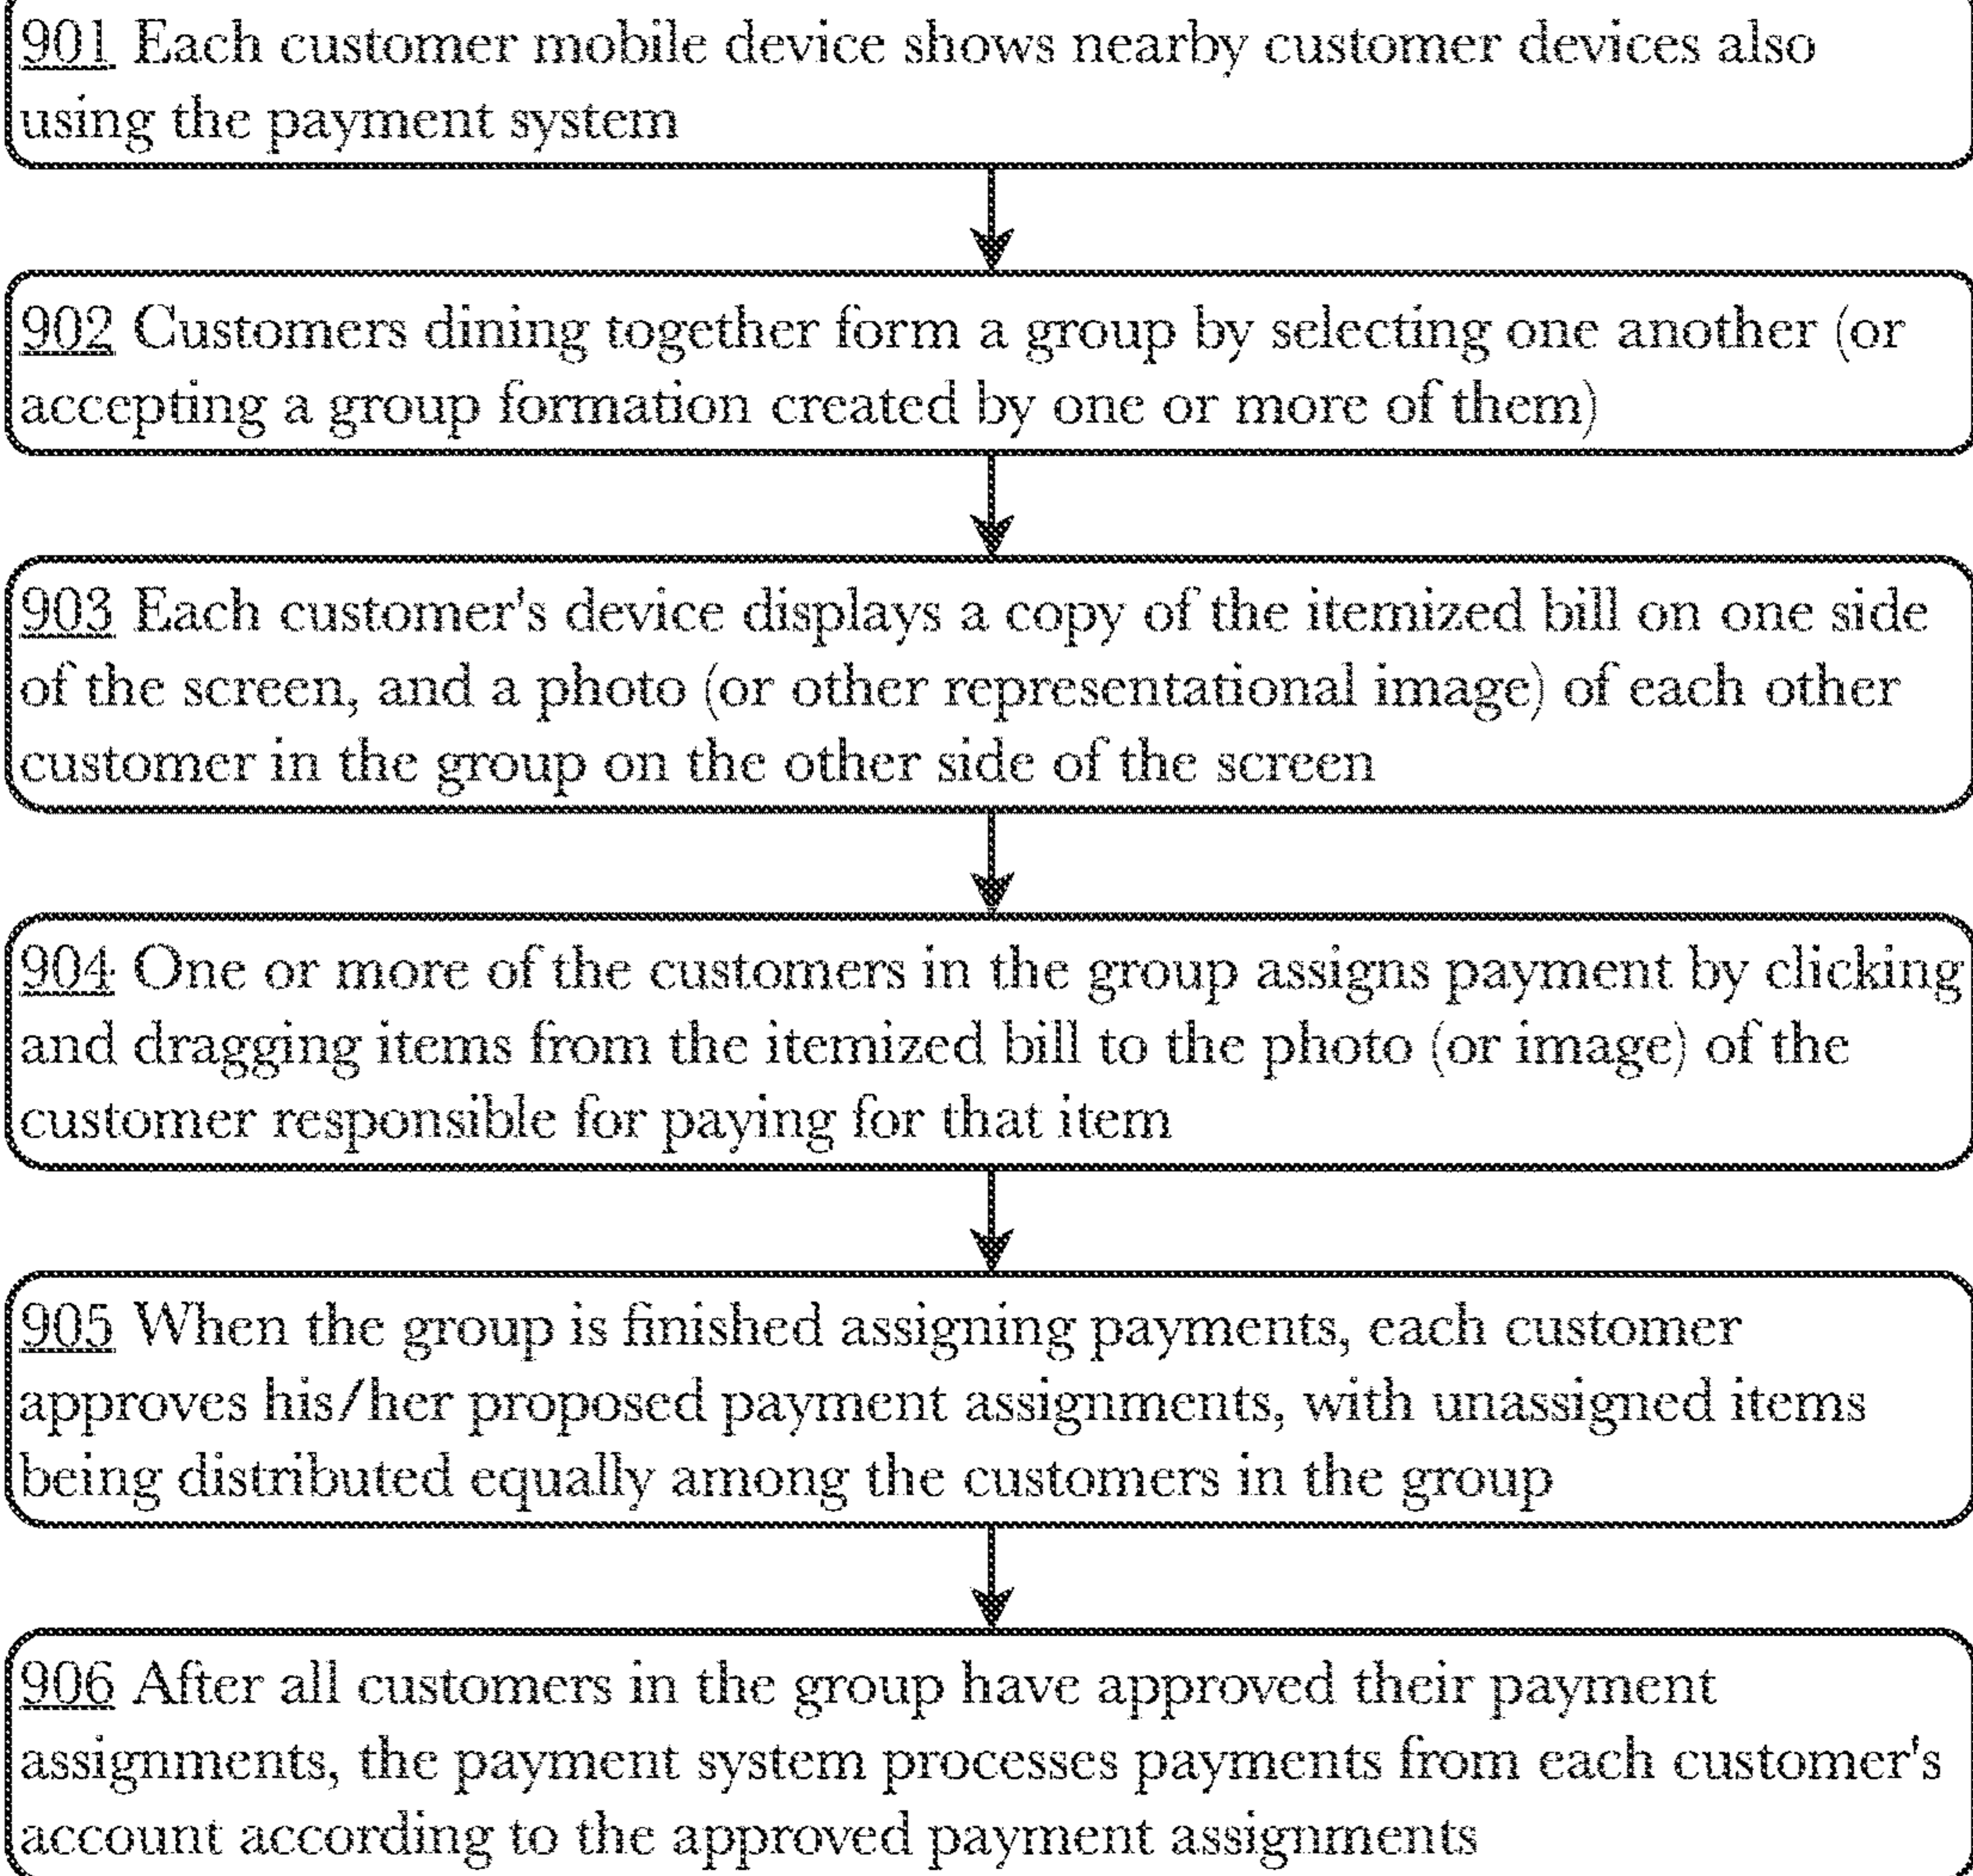 901 Each customer mobile device shows nearby customer devices also
using the payment system
902 Customers dining together form a group by selecting one another (or
accepting a group formation created by one or more of them)
903 Each customer's device displays a copy of the itemized bill on one side
of the screen, and a photo (or other representational image) of each other
customer in the group on the other side of the screen
904 One or more of the customers in the group assigns payment by clicking
and dragging items from the itemized bill to the photo (or image) of the
customer responsible for paying for that item
905 When the group is finished assigning payments, each customer
approves his/her proposed payment assignments, with unassigned items
being distributed equally among the customers in the group
906 After all customers in the group have approved their payment
assignments, the payment system processes payments from each customer's
account according to the approved payment assignments